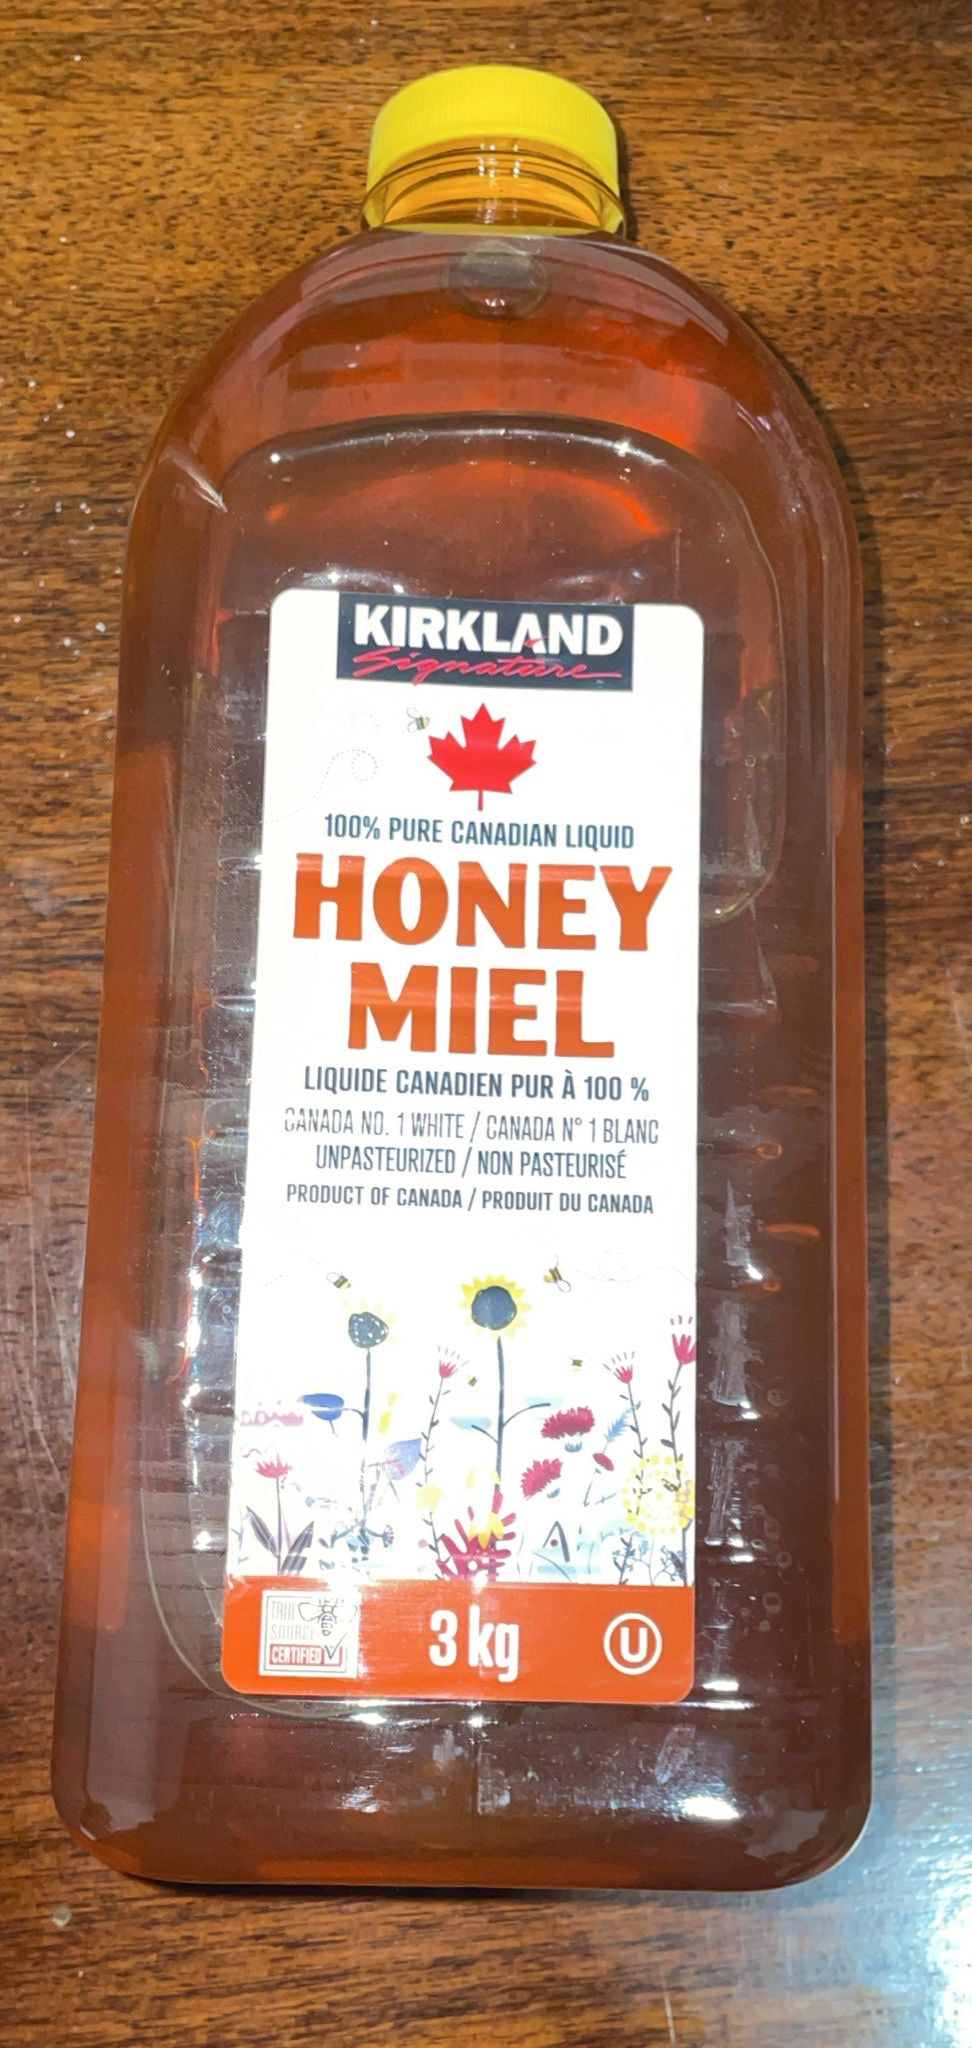 KIRKLAND
Signature
100% PURE CANADIAN LIQUID
HONEY
MIEL
LIQUIDE CANADIEN PUR À 100 %
CANADA NO. 1 WHITE / CANADA N° 1 BLANC
UNPASTEURIZED / NON PASTEURISÉ
PRODUCT OF CANADA / PRODUIT DU CANADA
TRUE
SOURCE
CERTIFIED
3 kg
U